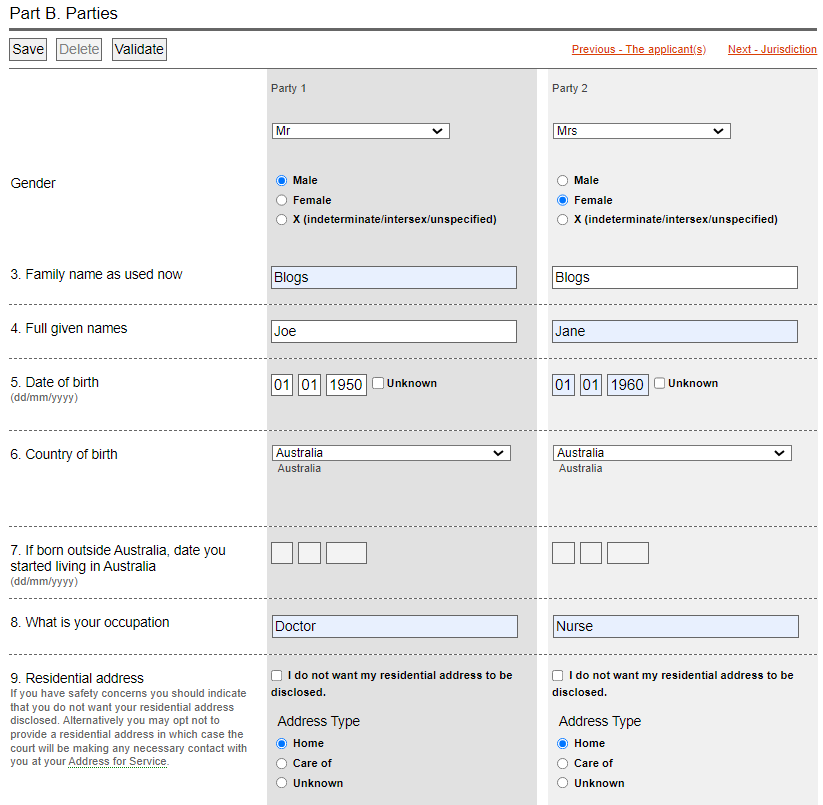 Part B. Parties
Save Delete Validate Previous - The applicant(s) Next - Jurisdiction
Party 1 Party 2
Mr Mrs
Gender
Male Male
Female Female
X (indeterminate/intersex/unspecified) X (indeterminate/intersex/unspecified)
3. Family name as used now Blogs Blogs
4. Full given names Joe Jane
5. Date of birth 01 01 1950 Unknown 01 01 1960 Unknown
(dd/mm/yyyy)
6. Country of birth Australia Australia
Australia Australia
7. If born outside Australia, date you
started living in Australia
(dd/mm/yyyy)
8. What is your occupation Doctor Nurse
9. Residential address
If you have safety concerns you should indicate
that you do not want your residential address
disclosed. Alternatively you may opt not to
provide a residential address in which case the
court will be making any necessary contact with
you at your Address for Service.
I do not want my residential address to be
disclosed.
Address Type
Home
Care of
Unknown
I do not want my residential address to be
disclosed.
Address Type
Home
Care of
Unknown